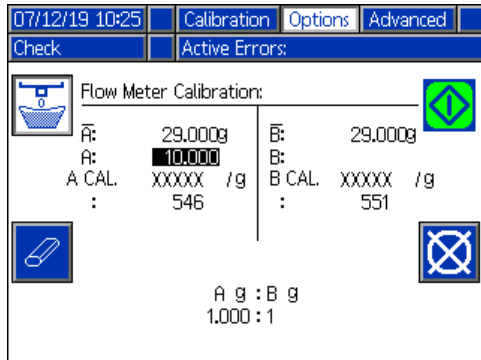 07/12/19 10:25 Calibration Options Advanced
Check Active Errors:
Flow Meter Calibration:
A̅: 29.000g B̅: 29.000g
A: 10.000 B:
A CAL. XXXXX /g B CAL. XXXXX /g
: 546 : 551
A g : B g
1.000 : 1